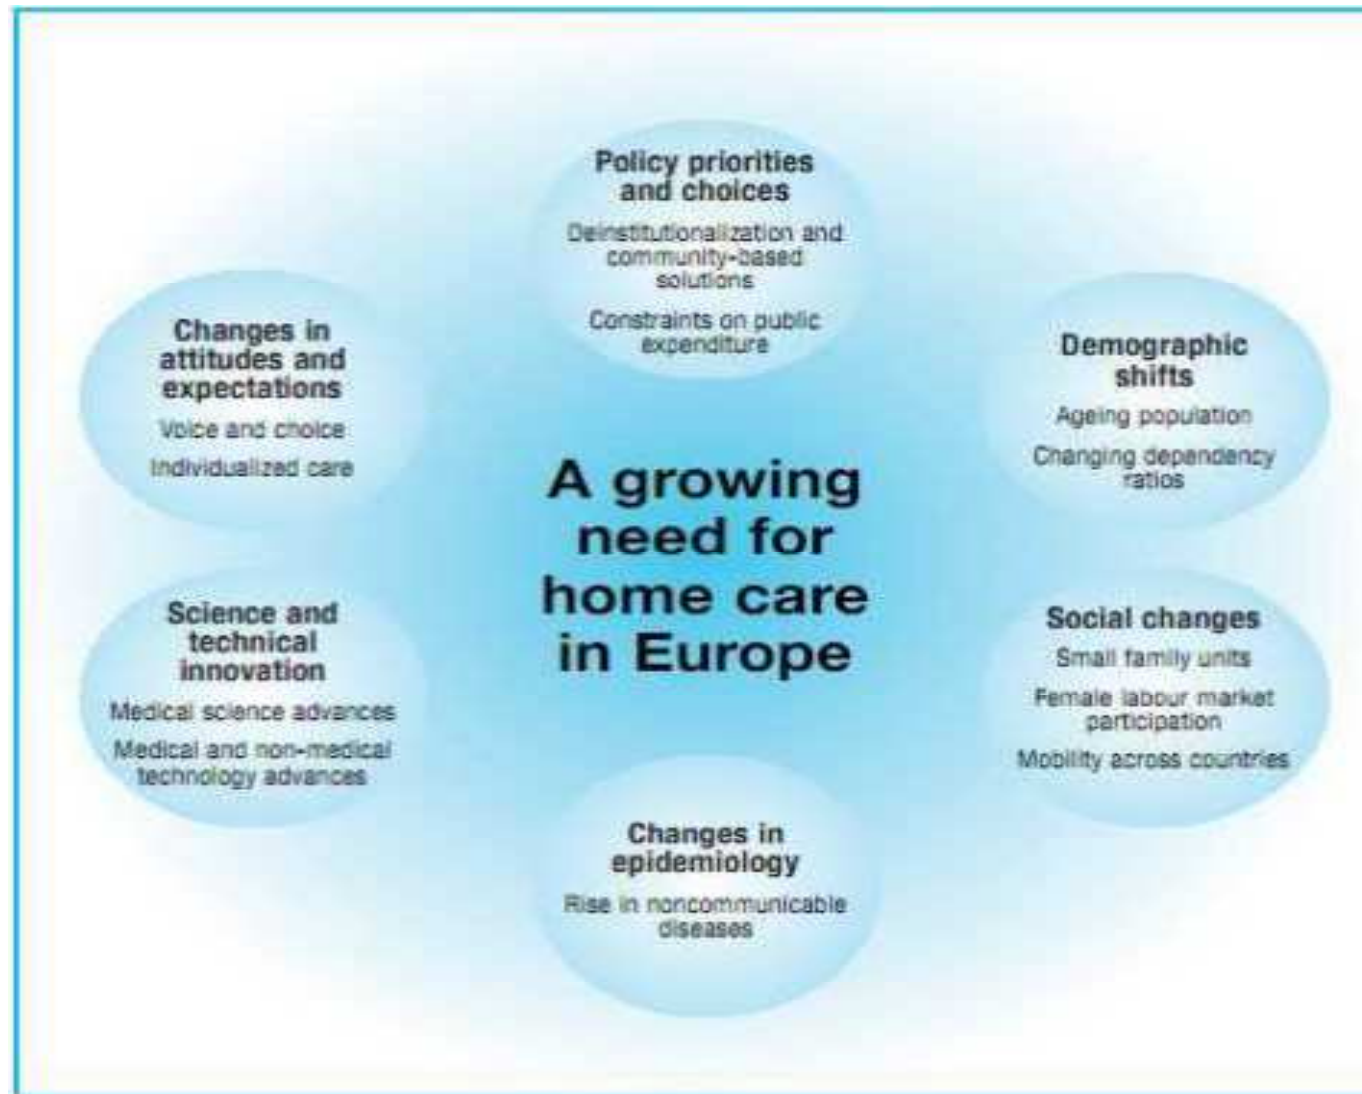 Policy priorities
and choices
Deinstitutionalization and
community-based
solutions
Constraints on public
expenditure
Changes in
attitudes and
expectations
Voice and choice
Individualized care
Demographic
shifts
Ageing population
Changing dependency
ratios
A growing
need for
home care
in Europe
Science and
technical
innovation
Medical science advances
Medical and non-medical
technology advances
Social changes
Small family units
Female labour market
participation
Mobility across countries
Changes in
epidemiology
Rise in noncommunicable
diseases